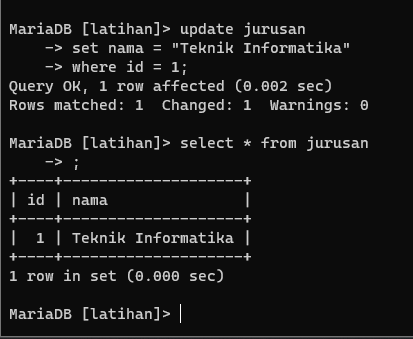 MariaDB [latihan]> update jurusan
    -> set nama = "Teknik Informatika"
    -> where id = 1;
Query OK, 1 row affected (0.002 sec)
Rows matched: 1  Changed: 1  Warnings: 0

MariaDB [latihan]> select * from jurusan
    -> ;
+----+--------------------+
| id | nama               |
+----+--------------------+
|  1 | Teknik Informatika |
+----+--------------------+
1 row in set (0.000 sec)

MariaDB [latihan]>